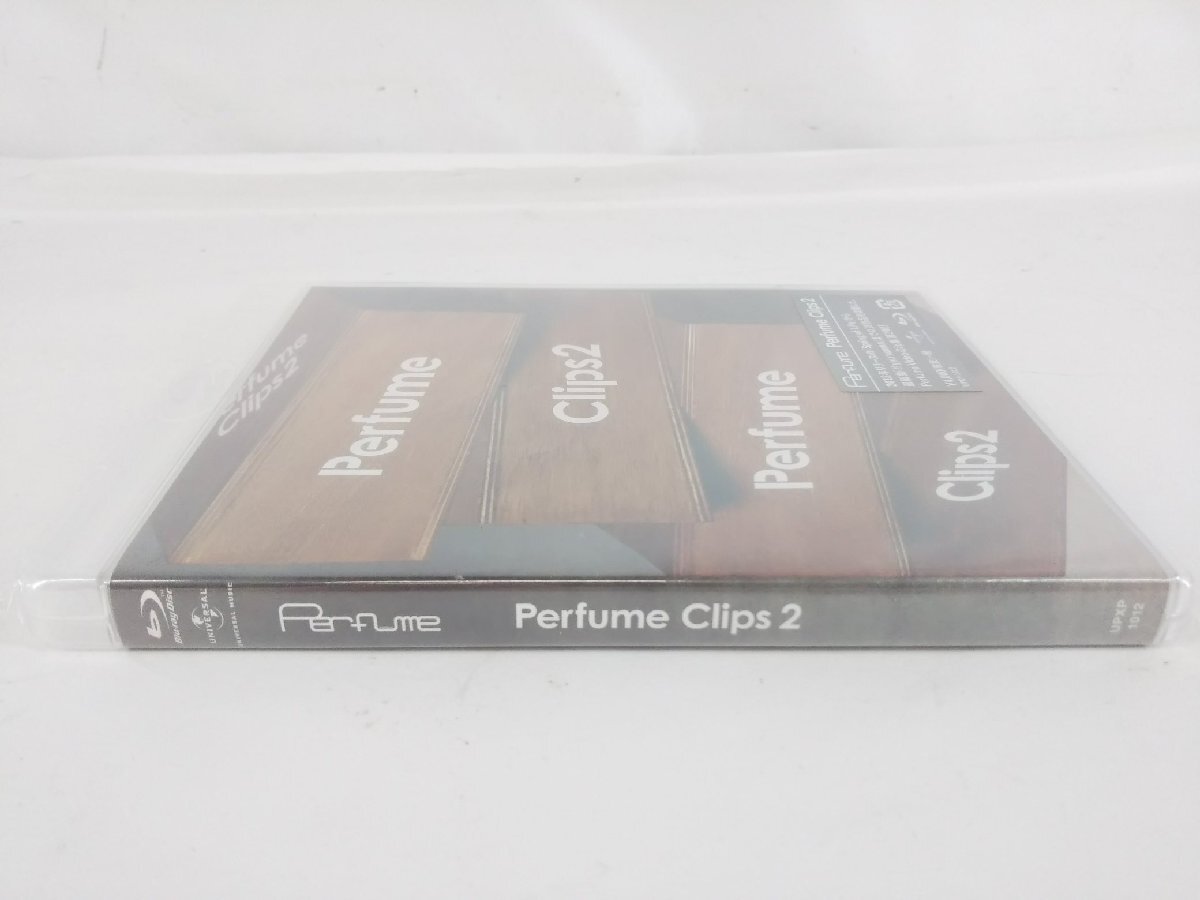 Perfume
Clips2
Perfume
Clips2
Perfume
Clips2
Perfume Perfume Clips2
Blu-ray Disc
UNIVERSAL
UNIVERSAL MUSIC
Perfume
Perfume Clips 2
UPXP
1012